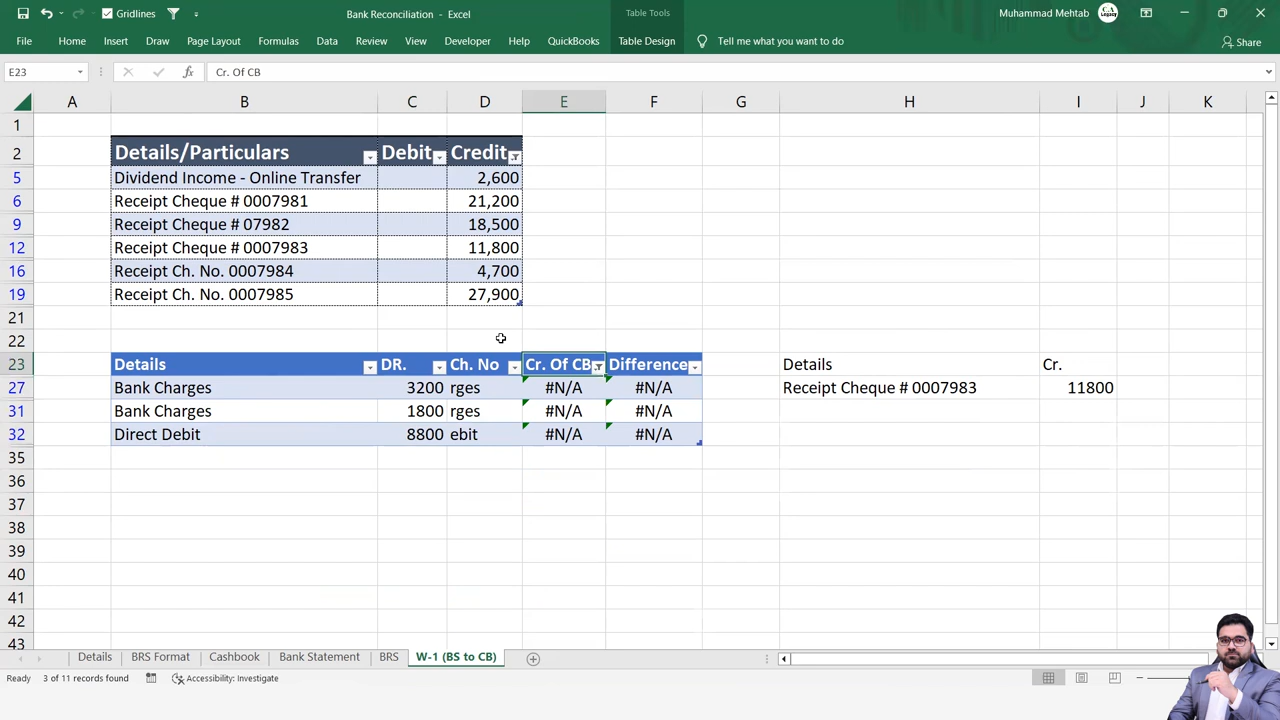 Gridlines
Bank Reconciliation - Excel
Table Tools
Muhammad Mehtab
CA
Legacy
File Home Insert Draw Page Layout Formulas Data Review View Developer Help QuickBooks Table Design Tell me what you want to do Share
E23 fx Cr. Of CB
A B C D E F G H I J K
1
2 Details/Particulars Debit Credit
5 Dividend Income - Online Transfer 2,600
6 Receipt Cheque # 0007981 21,200
9 Receipt Cheque # 07982 18,500
12 Receipt Cheque # 0007983 11,800
16 Receipt Ch. No. 0007984 4,700
19 Receipt Ch. No. 0007985 27,900
21
22
23 Details DR. Ch. No Cr. Of CB Difference Details Cr.
27 Bank Charges 3200 rges #N/A #N/A Receipt Cheque # 0007983 11800
31 Bank Charges 1800 rges #N/A #N/A
32 Direct Debit 8800 ebit #N/A #N/A
35
36
37
38
39
40
41
42
43
Details BRS Format Cashbook Bank Statement BRS W-1 (BS to CB)
Ready 3 of 11 records found Accessibility: Investigate